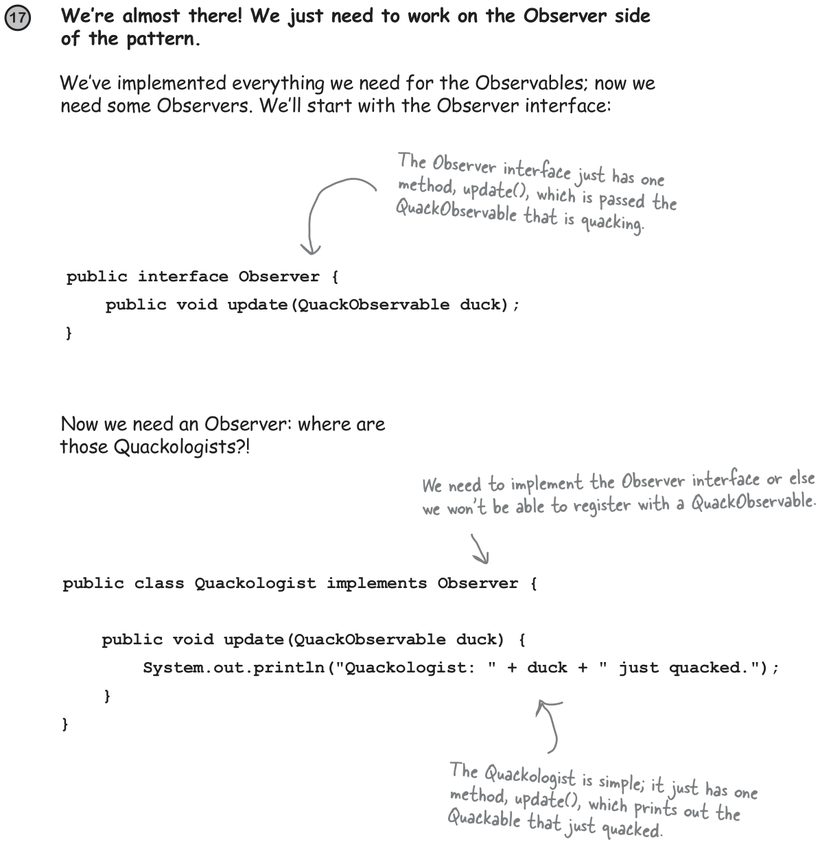 17 We're almost there! We just need to work on the Observer side
of the pattern.
We've implemented everything we need for the Observables; now we
need some Observers. We'll start with the Observer interface:
The Observer interface just has one
method, update(), which is passed the
QuackObservable that is quacking.
public interface Observer {
    public void update(QuackObservable duck);
}
Now we need an Observer: where are
those Quackologists?!
We need to implement the Observer interface or else
we won't be able to register with a QuackObservable.
public class Quackologist implements Observer {
    public void update(QuackObservable duck) {
        System.out.println("Quackologist: " + duck + " just quacked.");
    }
}
The Quackologist is simple; it just has one
method, update(), which prints out the
Quackable that just quacked.